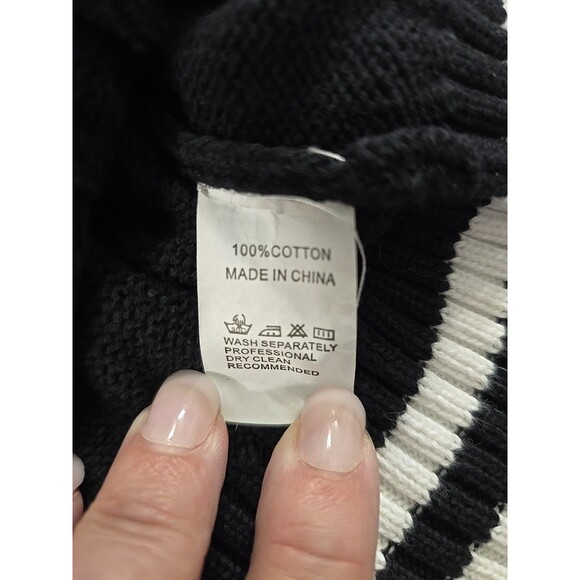 100%COTTON
MADE IN CHINA
WASH SEPARATELY
PROFESSIONAL
DRY CLEAN
RECOMMENDED